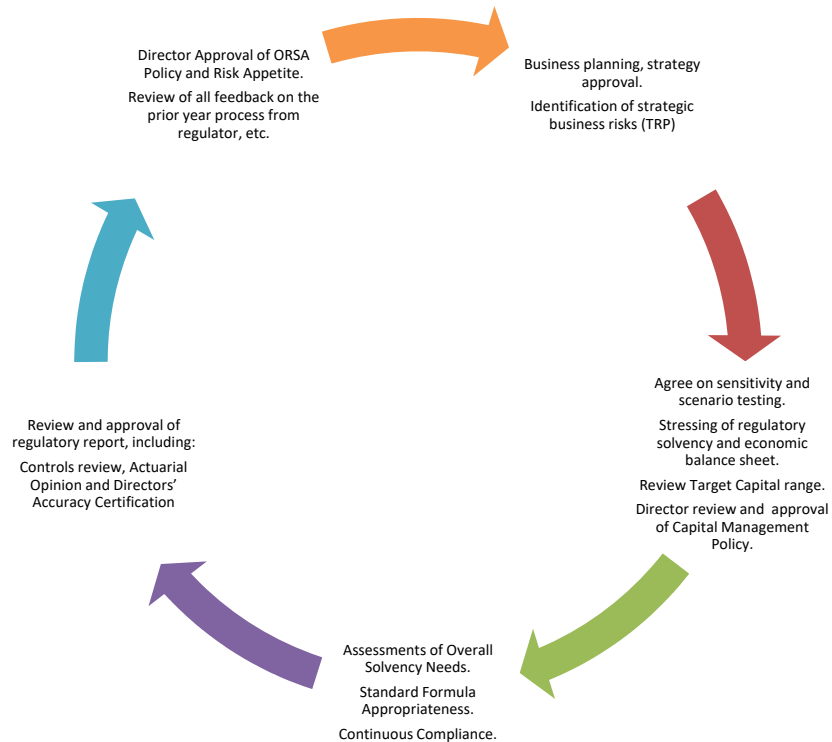 Director Approval of ORSA
Policy and Risk Appetite.
Review of all feedback on the
prior year process from
regulator, etc.
Business planning, strategy
approval.
Identification of strategic
business risks (TRP)
Agree on sensitivity and
scenario testing.
Stressing of regulatory
solvency and economic
balance sheet.
Review Target Capital range.
Director review and approval
of Capital Management
Policy.
Assessments of Overall
Solvency Needs.
Standard Formula
Appropriateness.
Continuous Compliance.
Review and approval of
regulatory report, including:
Controls review, Actuarial
Opinion and Directors’
Accuracy Certification